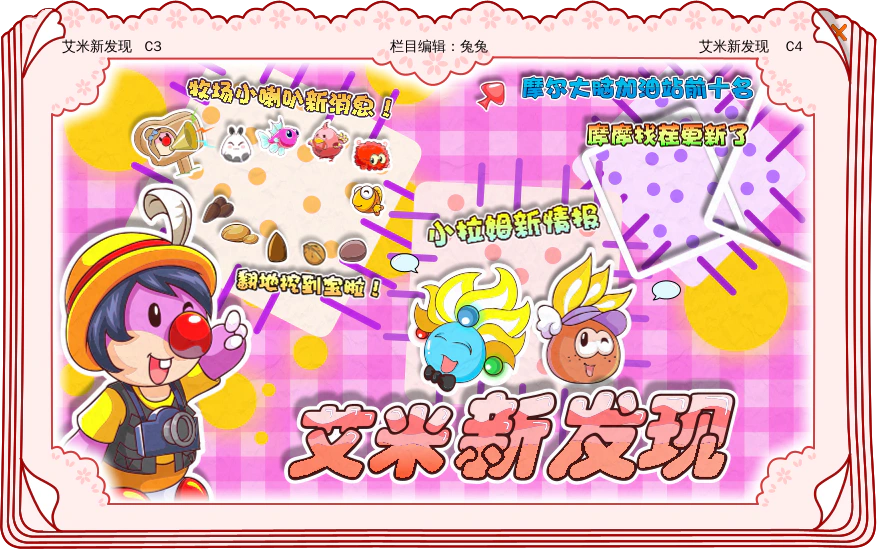 艾米新发现 C3
栏目编辑：兔兔
艾米新发现 C4
牧场小喇叭新消息！
摩尔大脑加油站前十名
摩摩找茬更新了
小拉姆新情报
翻地挖到宝啦！
艾米新发现